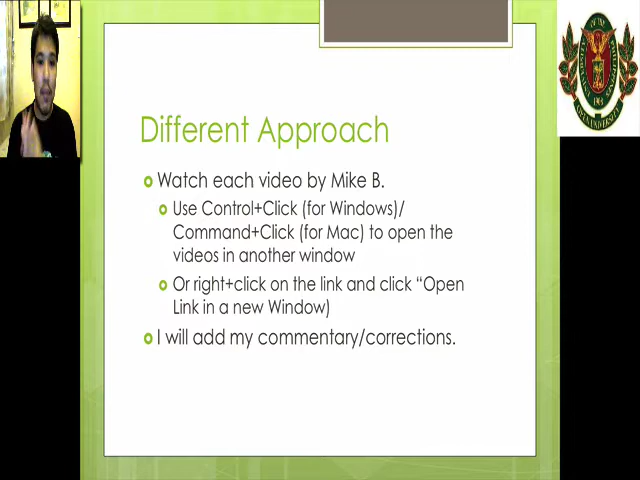 Different Approach
Watch each video by Mike B.
Use Control+Click (for Windows)/
Command+Click (for Mac) to open the
videos in another window
Or right+click on the link and click “Open
Link in a new Window)
I will add my commentary/corrections.